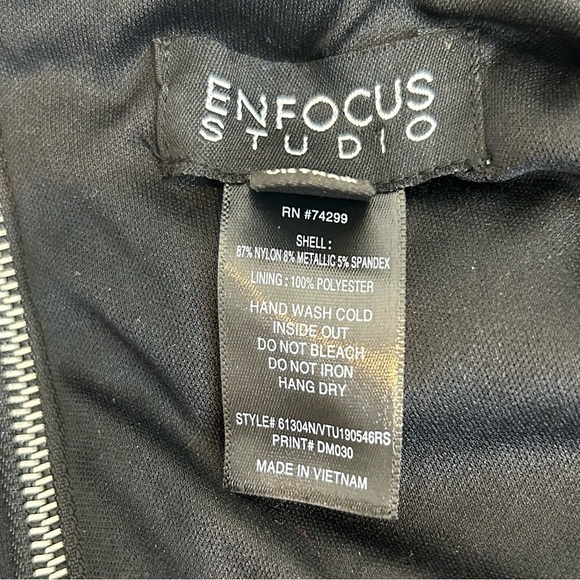 ENFOCUS
STUDIO
RN #74299
SHELL:
87% NYLON 8% METALLIC 5% SPANDEX
LINING: 100% POLYESTER
HAND WASH COLD
INSIDE OUT
DO NOT BLEACH
DO NOT IRON
HANG DRY
STYLE# 61304N/VTU190546RS
PRINT# DM030
MADE IN VIETNAM